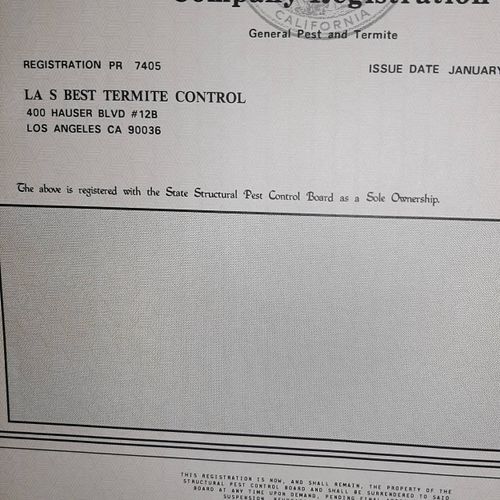 Company Registration
CALIFORNIA
General Pest and Termite
REGISTRATION PR 7405
ISSUE DATE JANUARY
LA S BEST TERMITE CONTROL
400 HAUSER BLVD #12B
LOS ANGELES CA 90036
The above is registered with the State Structural Pest Control Board as a Sole Ownership.
THIS REGISTRATION IS NOW, AND SHALL REMAIN, THE PROPERTY OF THE
STRUCTURAL PEST CONTROL BOARD AND SHALL BE SURRENDERED TO SAID
BOARD AT ANY TIME UPON DEMAND, PENDING FINAL
SUSPENSION,